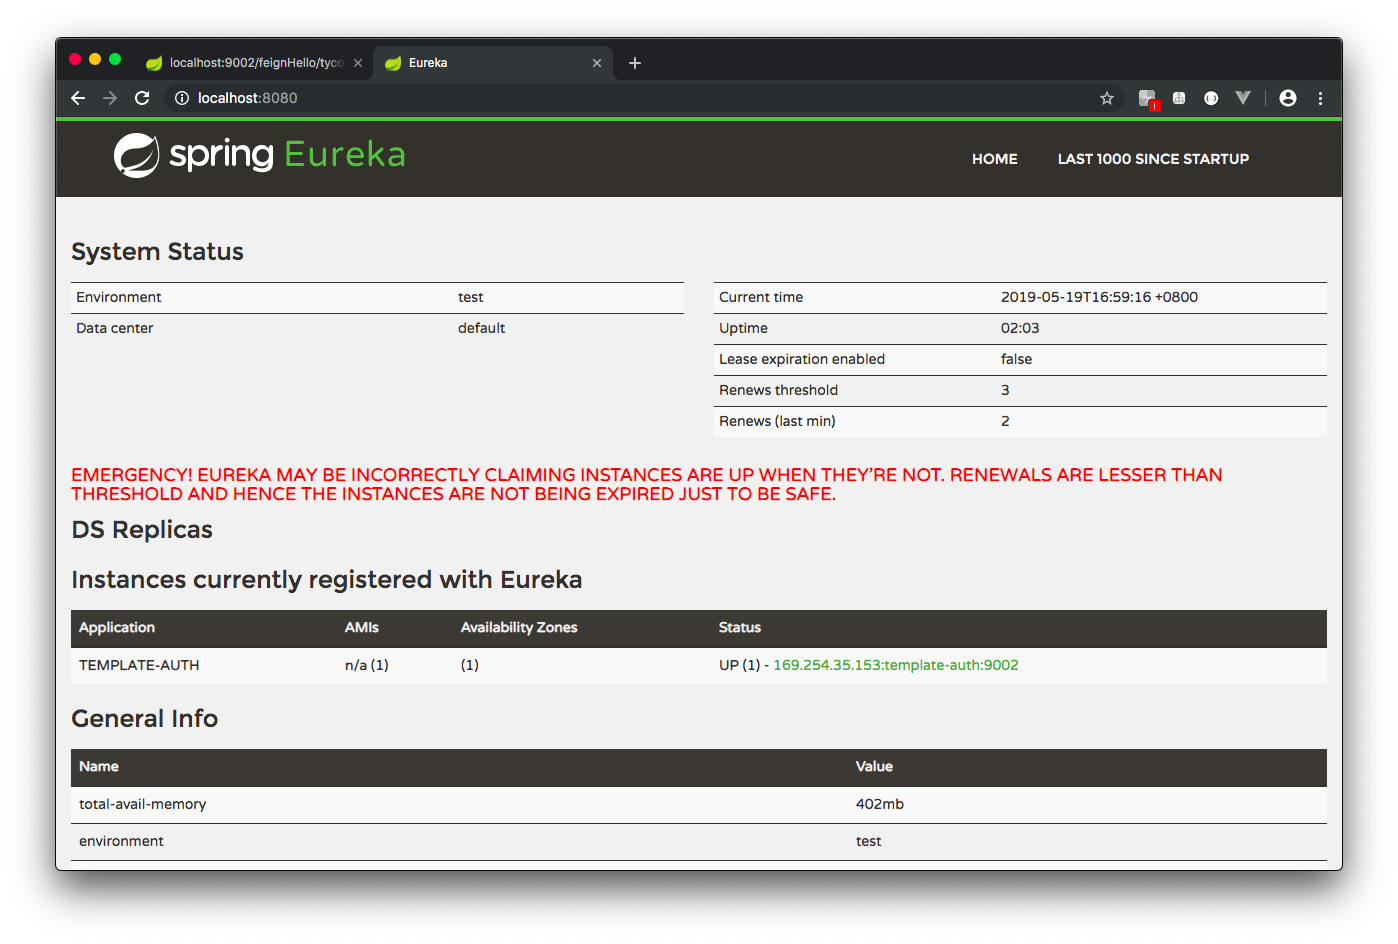 localhost:9002/feignHello/tyco
Eureka
localhost:8080
spring Eureka
HOME LAST 1000 SINCE STARTUP
System Status
Environment test
Data center default
Current time 2019-05-19T16:59:16 +0800
Uptime 02:03
Lease expiration enabled false
Renews threshold 3
Renews (last min) 2
EMERGENCY! EUREKA MAY BE INCORRECTLY CLAIMING INSTANCES ARE UP WHEN THEY'RE NOT. RENEWALS ARE LESSER THAN
THRESHOLD AND HENCE THE INSTANCES ARE NOT BEING EXPIRED JUST TO BE SAFE.
DS Replicas
Instances currently registered with Eureka
Application AMIs Availability Zones Status
TEMPLATE-AUTH n/a (1) (1) UP (1) - 169.254.35.153:template-auth:9002
General Info
Name Value
total-avail-memory 402mb
environment test